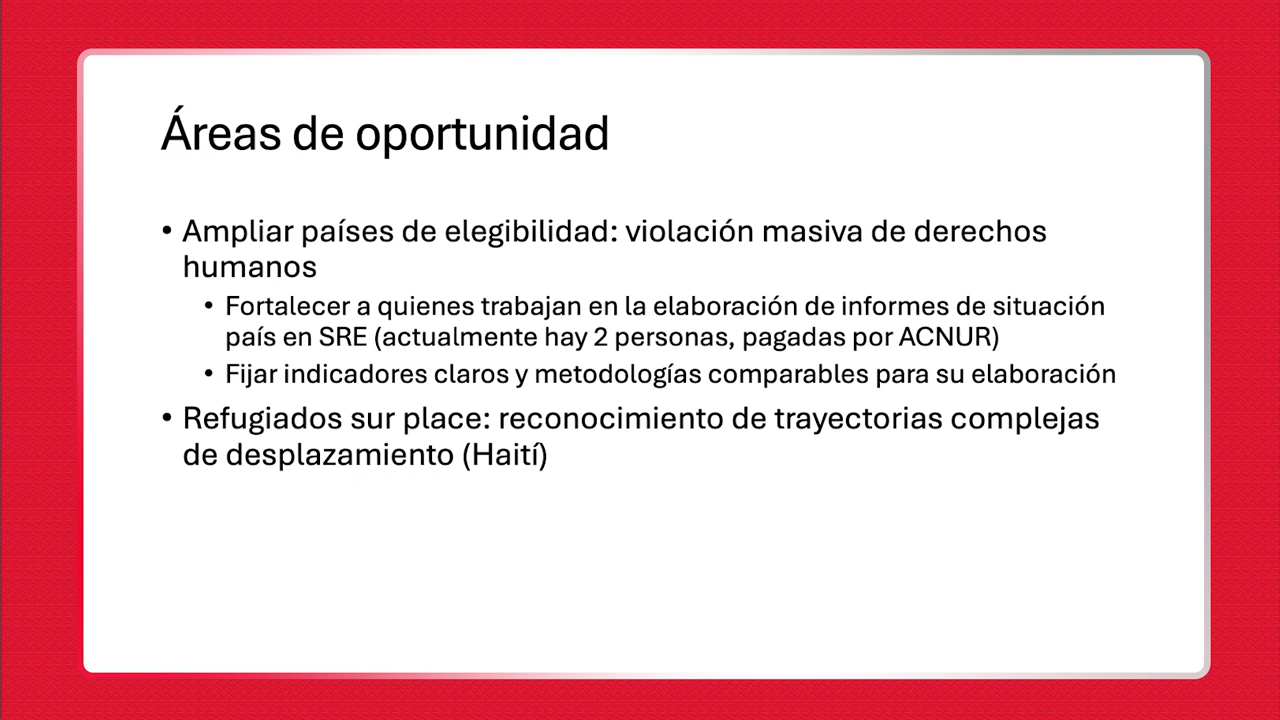 Áreas de oportunidad
• Ampliar países de elegibilidad: violación masiva de derechos
humanos
• Fortalecer a quienes trabajan en la elaboración de informes de situación
país en SRE (actualmente hay 2 personas, pagadas por ACNUR)
• Fijar indicadores claros y metodologías comparables para su elaboración
• Refugiados sur place: reconocimiento de trayectorias complejas
de desplazamiento (Haití)